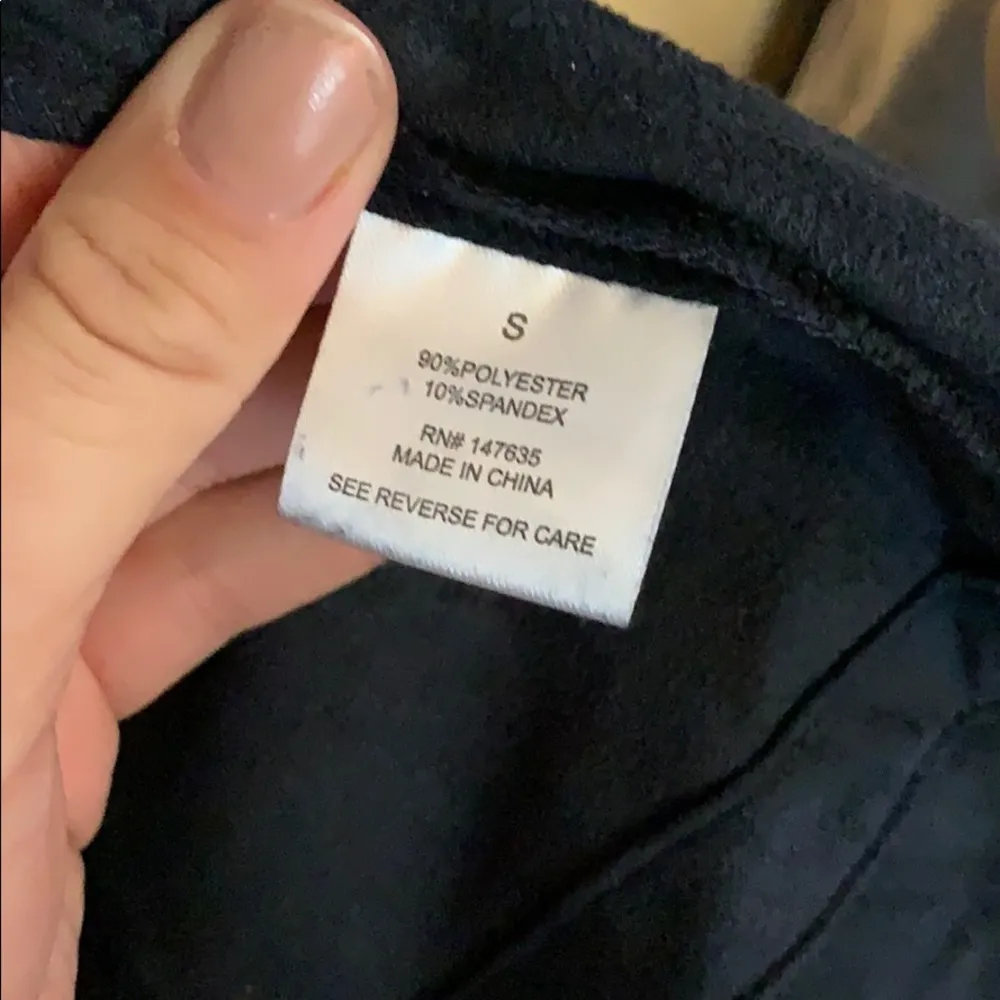 S
90%POLYESTER
10%SPANDEX
RN# 147635
MADE IN CHINA
SEE REVERSE FOR CARE